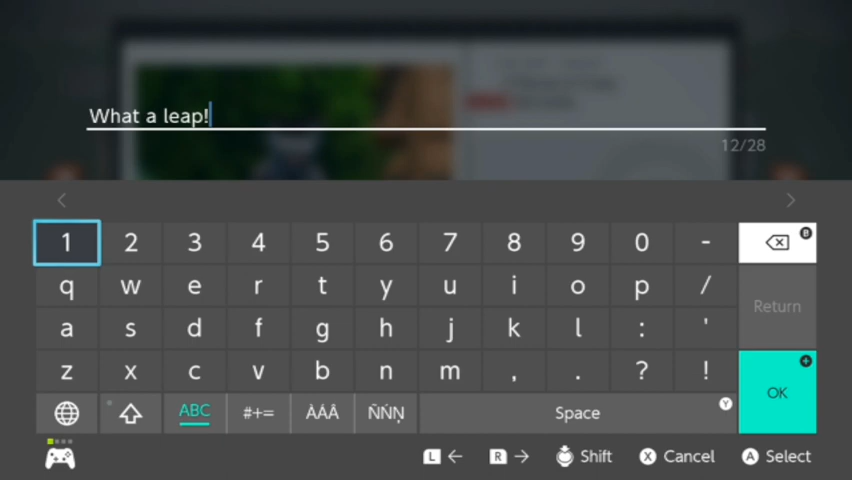 What a leap!
12/28
1 2 3 4 5 6 7 8 9 0 - B
q w e r t y u i o p / Return
a s d f g h j k l : '
z x c v b n m , . ? ! OK +
ABC #+= ÀÁÂ ÑŃŅ Space Y
L ← R → Shift X Cancel A Select